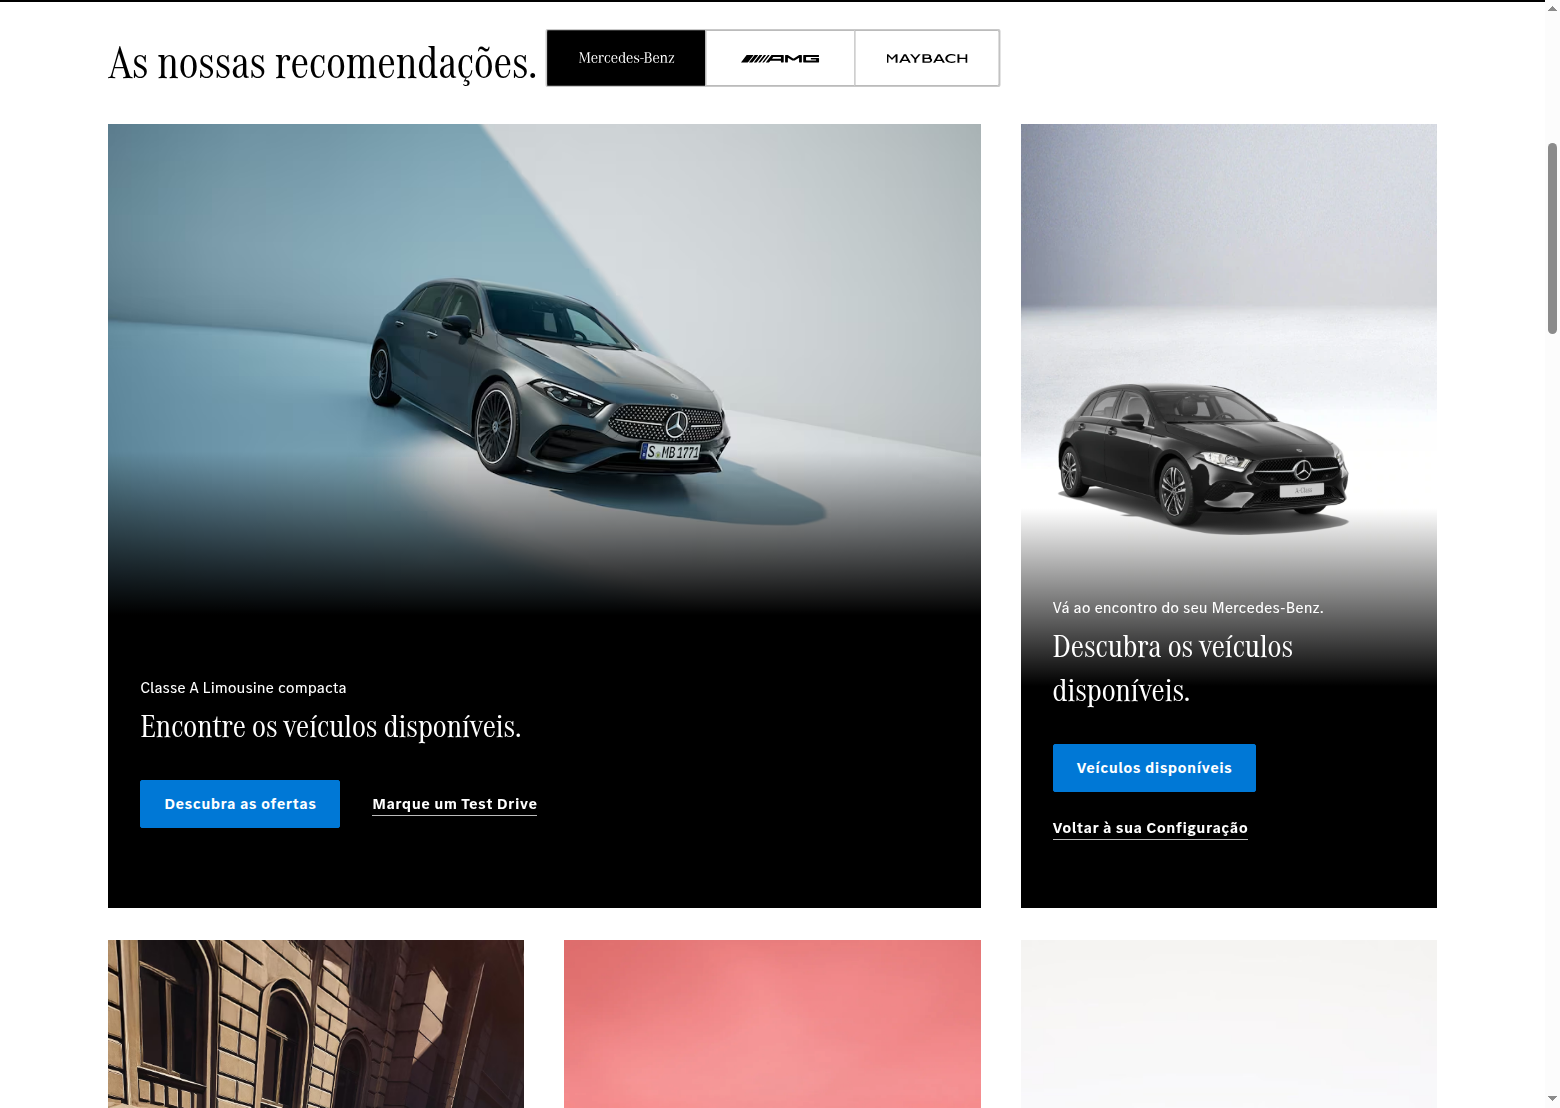 As nossas recomendações.
Mercedes-Benz
AMG
MAYBACH
S MB 1771
A-Class
Classe A Limousine compacta
Encontre os veículos disponíveis.
Descubra as ofertas
Marque um Test Drive
Vá ao encontro do seu Mercedes-Benz.
Descubra os veículos
disponíveis.
Veículos disponíveis
Voltar à sua Configuração